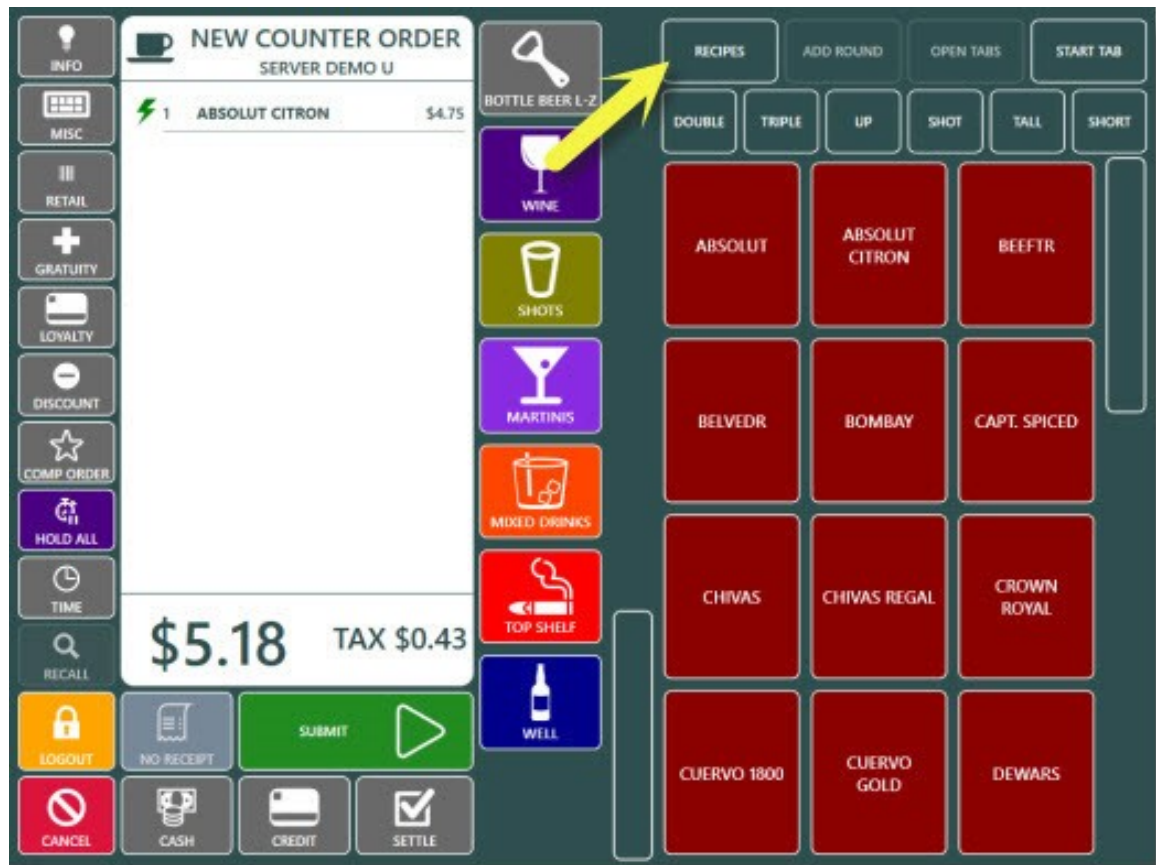 INFO
MISC
RETAIL
GRATUITY
LOYALTY
DISCOUNT
COMP ORDER
HOLD ALL
TIME
RECALL
LOGOUT
CANCEL
NEW COUNTER ORDER
SERVER DEMO U
1 ABSOLUT CITRON $4.75
$5.18 TAX $0.43
NO RECEIPT
SUBMIT
CASH
CREDIT
SETTLE
BOTTLE BEER L-Z
WINE
SHOTS
MARTINIS
MIXED DRINKS
TOP SHELF
WELL
RECIPES
ADD ROUND
OPEN TABS
START TAB
DOUBLE
TRIPLE
UP
SHOT
TALL
SHORT
ABSOLUT
ABSOLUT
CITRON
BEEFTR
BELVEDR
BOMBAY
CAPT. SPICED
CHIVAS
CHIVAS REGAL
CROWN
ROYAL
CUERVO 1800
CUERVO
GOLD
DEWARS